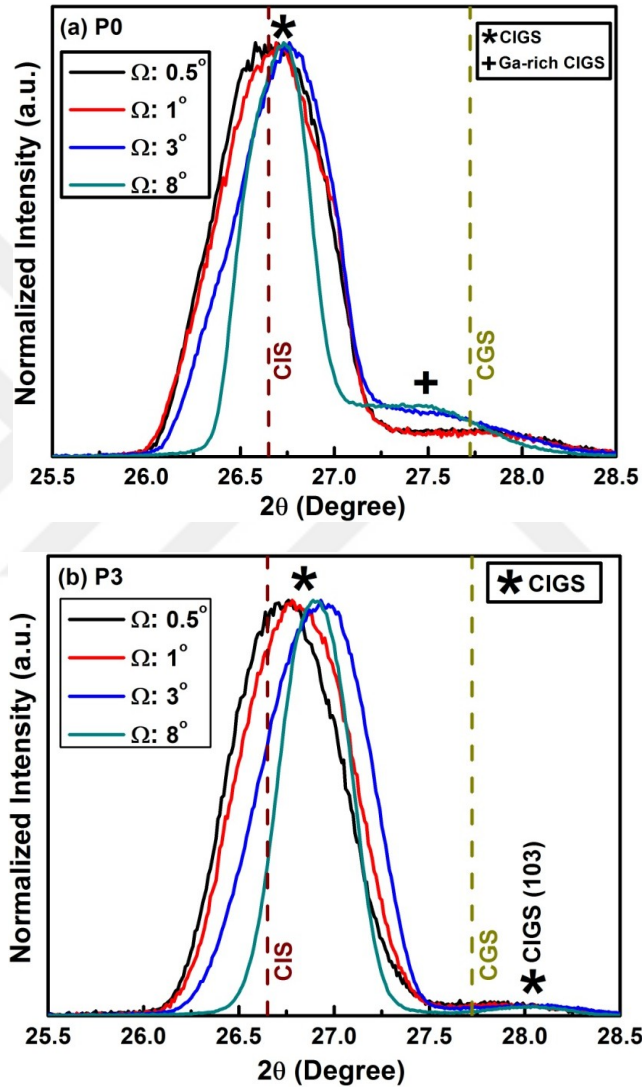 (a) P0
*
*CIGS
+ Ga-rich CIGS
Ω: 0.5°
Ω: 1°
Ω: 3°
Ω: 8°
+
CIS
CGS
Normalized Intensity (a.u.)
25.5 26.0 26.5 27.0 27.5 28.0 28.5
2θ (Degree)
(b) P3
*
* CIGS
Ω: 0.5°
Ω: 1°
Ω: 3°
Ω: 8°
CIS
CGS
CIGS (103)
*
Normalized Intensity (a.u.)
25.5 26.0 26.5 27.0 27.5 28.0 28.5
2θ (Degree)